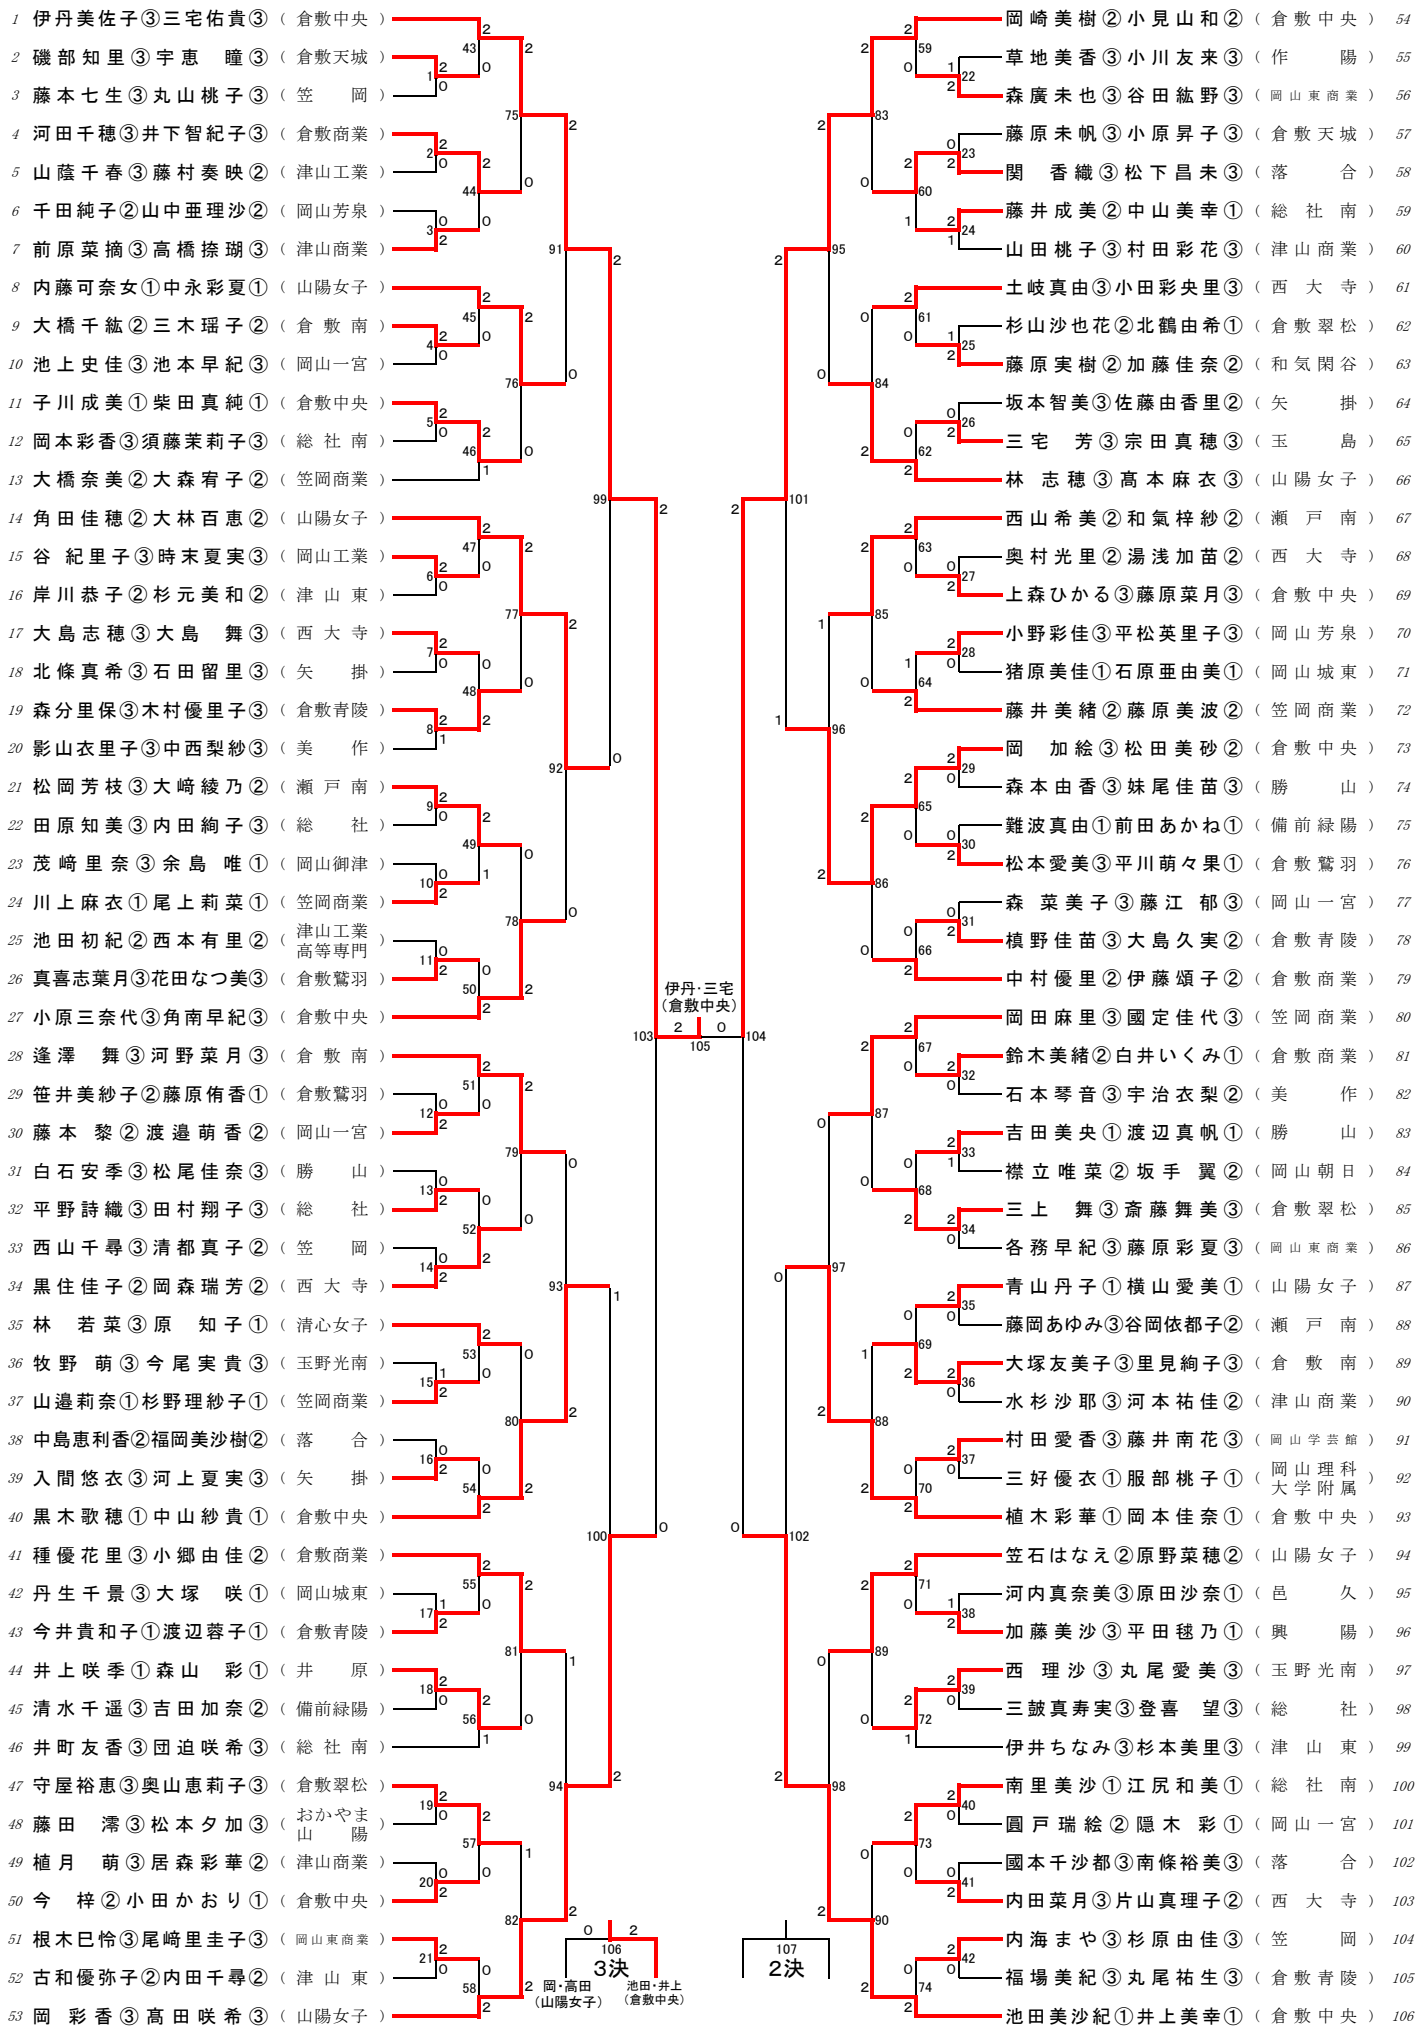 1 伊丹美佐子③三宅佑貴③ （倉敷中央）
2 磯部知里③宇恵　瞳③ （倉敷天城）
3 藤本七生③丸山桃子③ （笠　岡）
4 河田千穂③井下智紀子③ （倉敷商業）
5 山蔭千春③藤村奏映② （津山工業）
6 千田純子②山中亜理沙② （岡山芳泉）
7 前原菜摘③高橋捺瑚③ （津山商業）
8 内藤可奈女①中永彩夏① （山陽女子）
9 大橋千紘②三木瑶子② （倉敷南）
10 池上史佳③池本早紀③ （岡山一宮）
11 子川成美①柴田真純① （倉敷中央）
12 岡本彩香③須藤茉莉子③ （総社南）
13 大橋奈美②大森宥子② （笠岡商業）
14 角田佳穂②大林百恵② （山陽女子）
15 谷　紀里子③時末夏実③ （岡山工業）
16 岸川恭子②杉元美和② （津山東）
17 大島志穂③大島　舞③ （西大寺）
18 北條真希③石田留里③ （矢　掛）
19 森分里保③木村優里子③ （倉敷青陵）
20 影山衣里子③中西梨紗③ （美　作）
21 松岡芳枝③大﨑綾乃② （瀬戸南）
22 田原知美③内田絢子③ （総　社）
23 茂﨑里奈③余島　唯① （岡山御津）
24 川上麻衣①尾上莉菜① （笠岡商業）
25 池田初紀②西本有里② （津山工業高等専門）
26 真喜志葉月③花田なつ美③ （倉敷鷲羽）
27 小原三奈代③角南早紀③ （倉敷中央）
28 逢澤　舞③河野菜月③ （倉敷南）
29 笹井美紗子②藤原侑香① （倉敷鷲羽）
30 藤本　黎②渡邉萌香② （岡山一宮）
31 白石安季③松尾佳奈③ （勝　山）
32 平野詩織③田村翔子③ （総　社）
33 西山千尋③清都真子② （笠　岡）
34 黒住佳子②岡森瑞芳② （西大寺）
35 林　若菜③原　知子① （清心女子）
36 牧野　萌③今尾実貴③ （玉野光南）
37 山邉莉奈①杉野理紗子① （笠岡商業）
38 中島恵利香②福岡美沙樹② （落　合）
39 入間悠衣③河上夏実③ （矢　掛）
40 黒木歌穂①中山紗貴① （倉敷中央）
41 種優花里③小郷由佳② （倉敷商業）
42 丹生千景③大塚　咲① （岡山城東）
43 今井貴和子①渡辺蓉子① （倉敷青陵）
44 井上咲季①森山　彩① （井　原）
45 清水千遥③吉田加奈② （備前緑陽）
46 井町友香③団迫咲希③ （総社南）
47 守屋裕恵③奥山恵莉子③ （倉敷翠松）
48 藤田　澪③松本夕加③ （おかやま山陽）
49 植月　萌③居森彩華② （津山商業）
50 今　梓②小田かおり① （倉敷中央）
51 根木巳怜③尾﨑里圭子③ （岡山東商業）
52 古和優弥子②内田千尋② （津山東）
53 岡　彩香③髙田咲希③ （山陽女子）
伊丹･三宅
（倉敷中央）
2　0
103　105　104
0　2
106
3決
岡･高田
（山陽女子）
池田･井上
（倉敷中央）
107
2決
岡崎美樹②小見山和② （倉敷中央） 54
草地美香③小川友来③ （作　陽） 55
森廣未也③谷田紘野③ （岡山東商業） 56
藤原未帆③小原昇子③ （倉敷天城） 57
関　香織③松下昌未③ （落　合） 58
藤井成美②中山美幸① （総社南） 59
山田桃子③村田彩花③ （津山商業） 60
土岐真由③小田彩央里③ （西大寺） 61
杉山沙也花②北鶴由希① （倉敷翠松） 62
藤原実樹②加藤佳奈② （和気閑谷） 63
坂本智美③佐藤由香里② （矢　掛） 64
三宅　芳③宗田真穂③ （玉　島） 65
林　志穂③髙本麻衣③ （山陽女子） 66
西山希美②和氣梓紗② （瀬戸南） 67
奥村光里②湯浅加苗② （西大寺） 68
上森ひかる③藤原菜月③ （倉敷中央） 69
小野彩佳③平松英里子③ （岡山芳泉） 70
猪原美佳①石原亜由美① （岡山城東） 71
藤井美緒②藤原美波② （笠岡商業） 72
岡　加絵③松田美砂② （倉敷中央） 73
森本由香③妹尾佳苗③ （勝　山） 74
難波真由①前田あかね① （備前緑陽） 75
松本愛美③平川萌々果① （倉敷鷲羽） 76
森　菜美子③藤江　郁③ （岡山一宮） 77
槙野佳苗③大島久実② （倉敷青陵） 78
中村優里②伊藤頌子② （倉敷商業） 79
岡田麻里③國定佳代③ （笠岡商業） 80
鈴木美緒②白井いくみ① （倉敷商業） 81
石本琴音③宇治衣梨② （美　作） 82
吉田美央①渡辺真帆① （勝　山） 83
襟立唯菜②坂手　翼② （岡山朝日） 84
三上　舞③斎藤舞美③ （倉敷翠松） 85
各務早紀③藤原彩夏③ （岡山東商業） 86
青山丹子①横山愛美① （山陽女子） 87
藤岡あゆみ③谷岡依都子② （瀬戸南） 88
大塚友美子③里見絢子③ （倉敷南） 89
水杉沙耶③河本祐佳② （津山商業） 90
村田愛香③藤井南花③ （岡山学芸館） 91
三好優衣①服部桃子① （岡山理科大学附属） 92
植木彩華①岡本佳奈① （倉敷中央） 93
笠石はなえ②原野菜穂② （山陽女子） 94
河内真奈美③原田沙奈① （邑　久） 95
加藤美沙③平田毬乃① （興　陽） 96
西　理沙③丸尾愛美③ （玉野光南） 97
三皷真寿実③登喜　望③ （総　社） 98
伊井ちなみ③杉本美里③ （津山東） 99
南里美沙①江尻和美① （総社南） 100
圓戸瑞絵②隠木　彩① （岡山一宮） 101
國本千沙都③南條裕美③ （落　合） 102
内田菜月③片山真理子② （西大寺） 103
内海まや③杉原由佳③ （笠　岡） 104
福場美紀③丸尾祐生③ （倉敷青陵） 105
池田美沙紀①井上美幸① （倉敷中央） 106